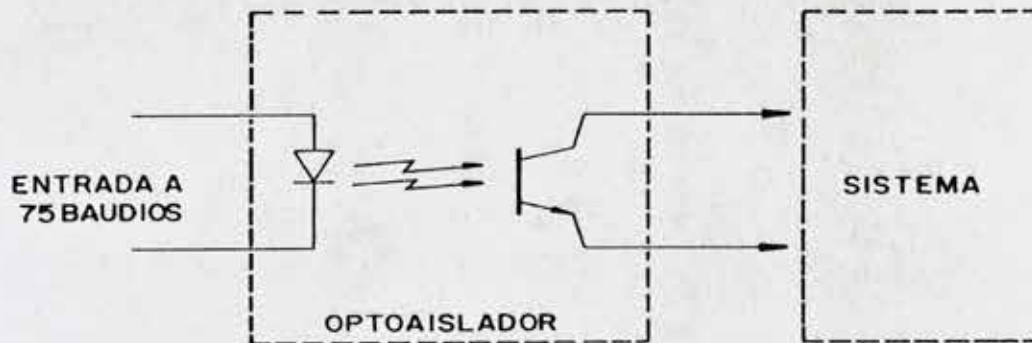 ENTRADA A
75 BAUDIOS
OPTOAISLADOR
SISTEMA